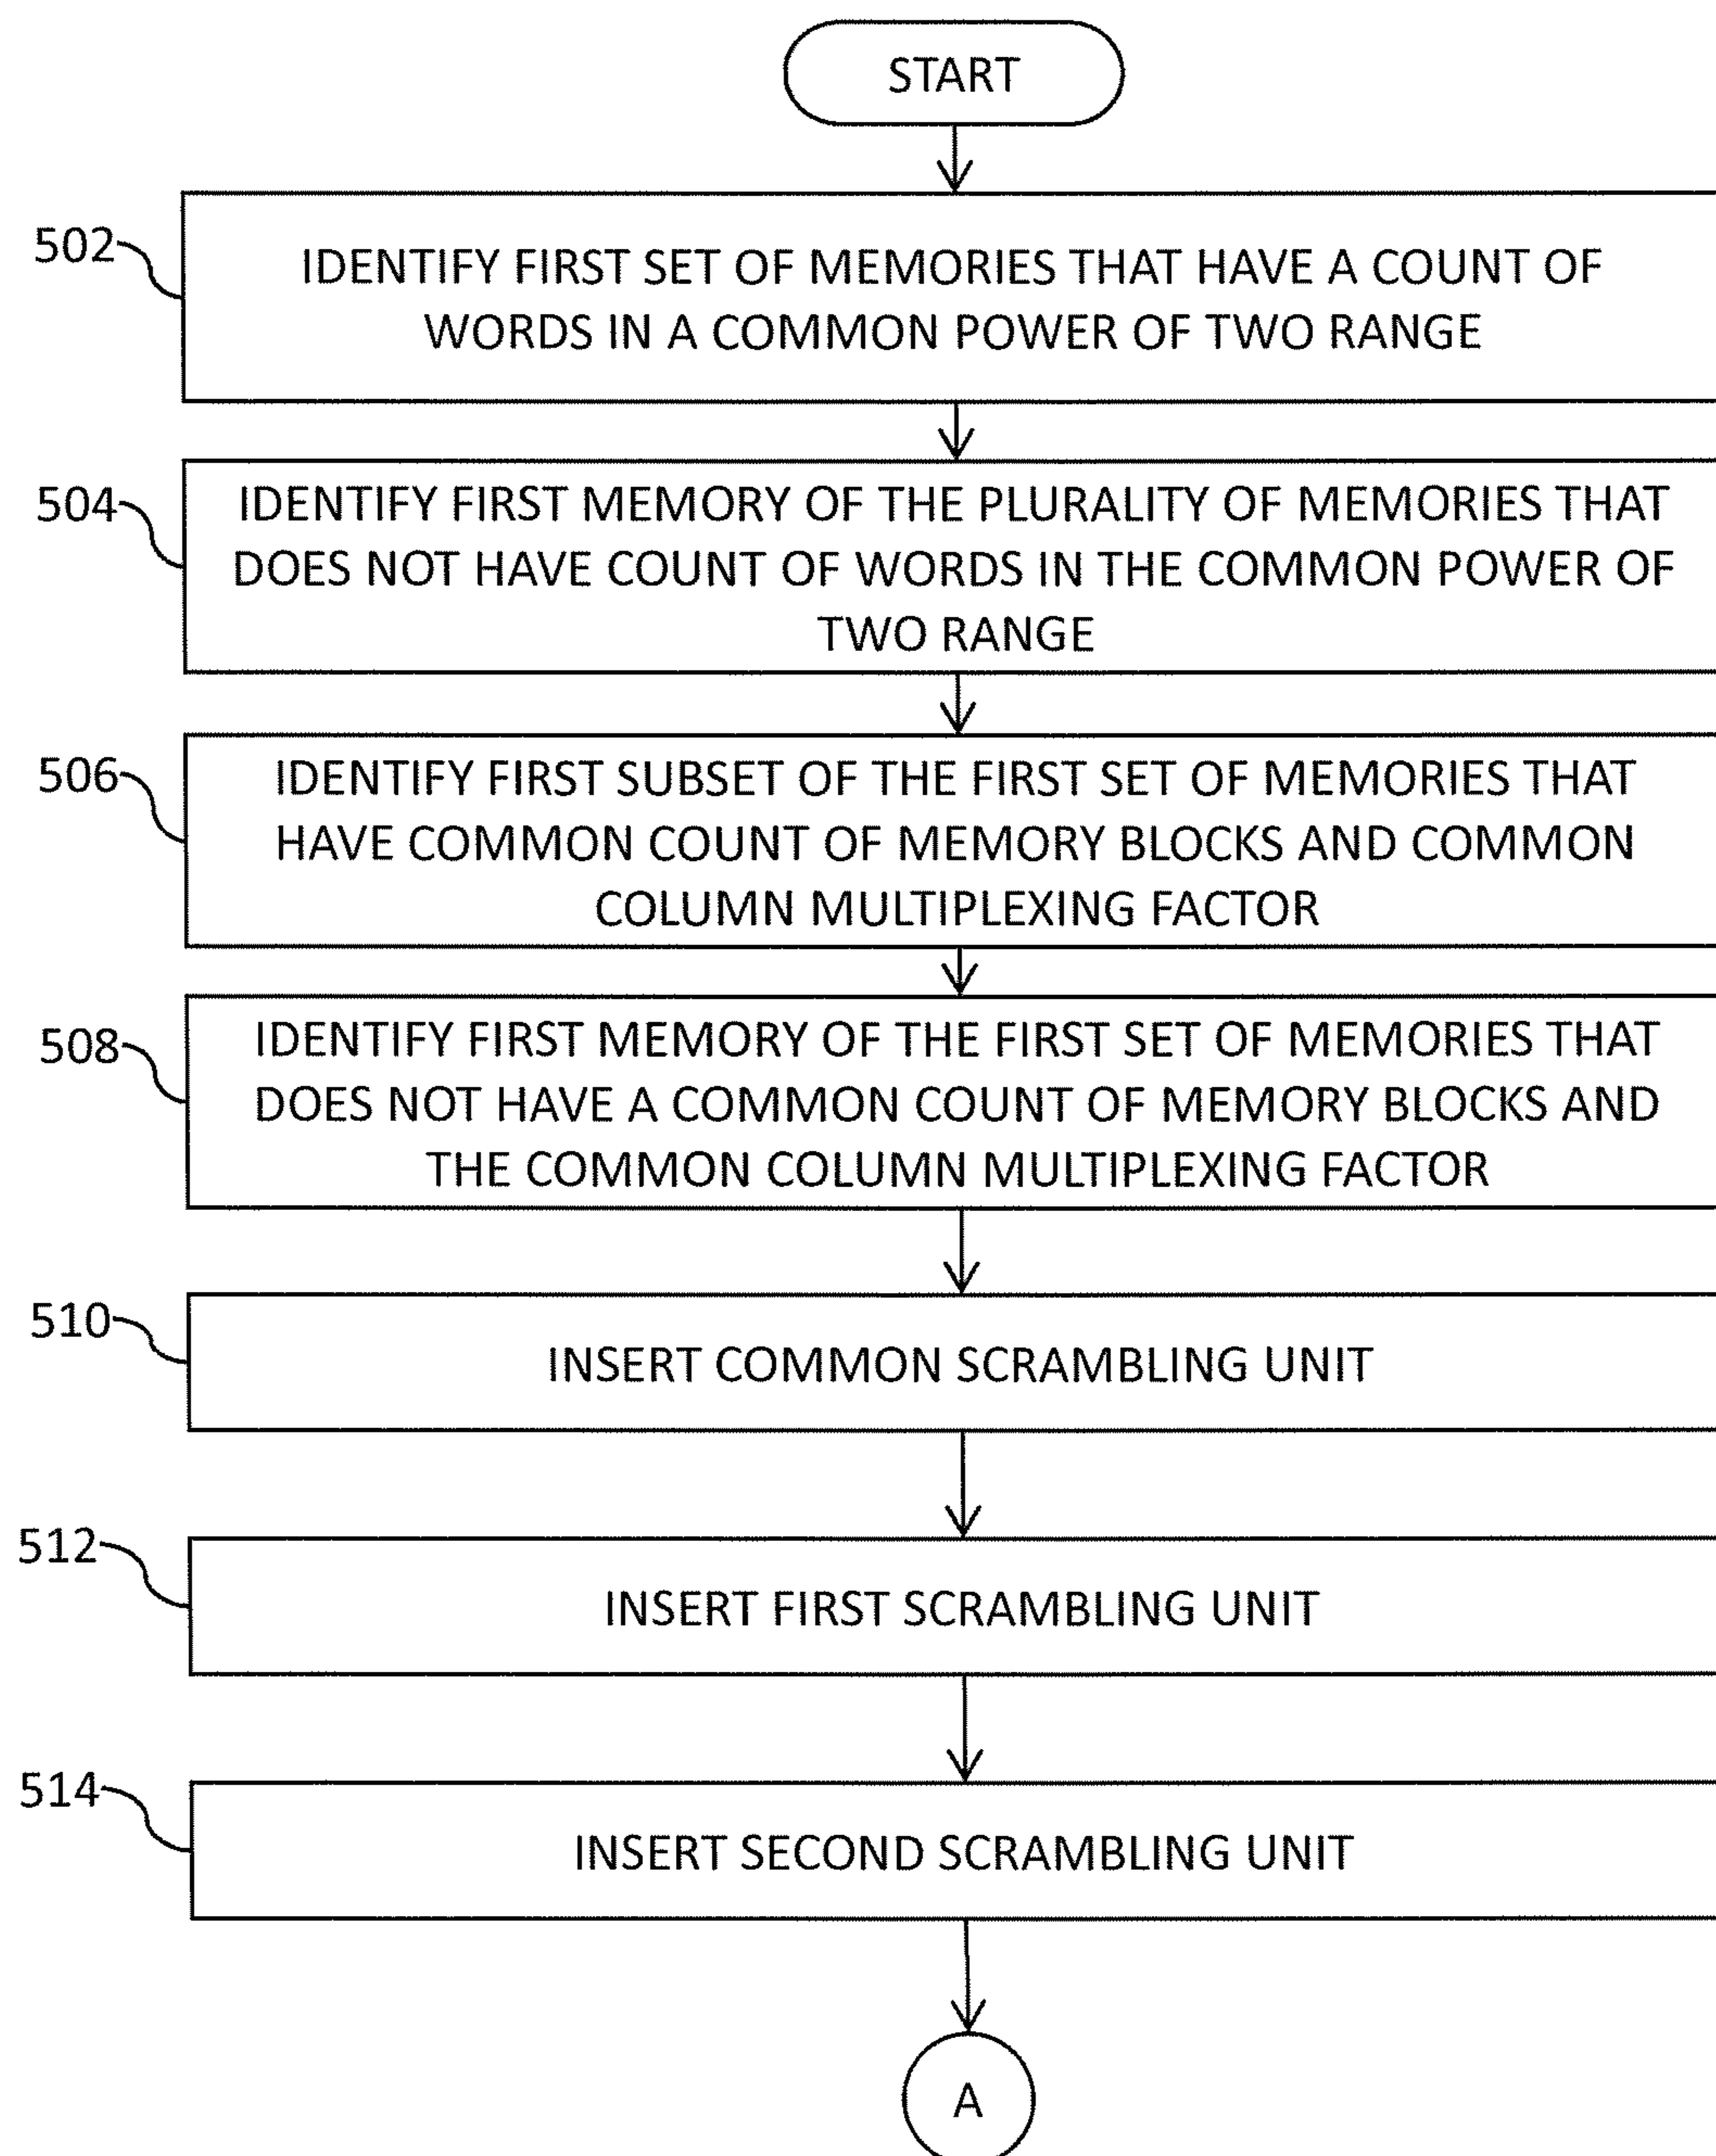 START
502
IDENTIFY FIRST SET OF MEMORIES THAT HAVE A COUNT OF
WORDS IN A COMMON POWER OF TWO RANGE
504
IDENTIFY FIRST MEMORY OF THE PLURALITY OF MEMORIES THAT
DOES NOT HAVE COUNT OF WORDS IN THE COMMON POWER OF
TWO RANGE
506
IDENTIFY FIRST SUBSET OF THE FIRST SET OF MEMORIES THAT
HAVE COMMON COUNT OF MEMORY BLOCKS AND COMMON
COLUMN MULTIPLEXING FACTOR
508
IDENTIFY FIRST MEMORY OF THE FIRST SET OF MEMORIES THAT
DOES NOT HAVE A COMMON COUNT OF MEMORY BLOCKS AND
THE COMMON COLUMN MULTIPLEXING FACTOR
510
INSERT COMMON SCRAMBLING UNIT
512
INSERT FIRST SCRAMBLING UNIT
514
INSERT SECOND SCRAMBLING UNIT
A